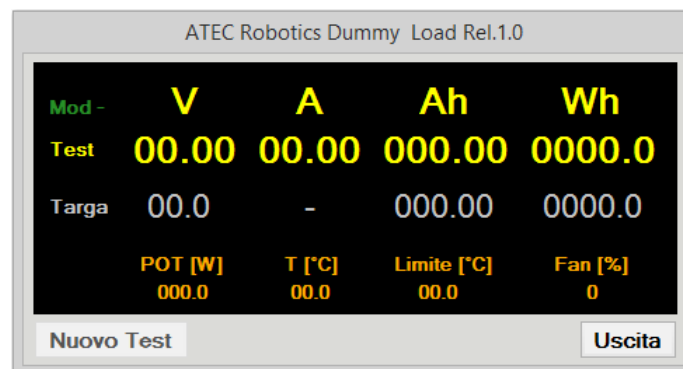 ATEC Robotics Dummy Load Rel.1.0
Mod - V A Ah Wh
Test 00.00 00.00 000.00 0000.0
Targa 00.0 - 000.00 0000.0
POT [W] T [°C] Limite [°C] Fan [%]
000.0 00.0 00.0 0
Nuovo Test Uscita